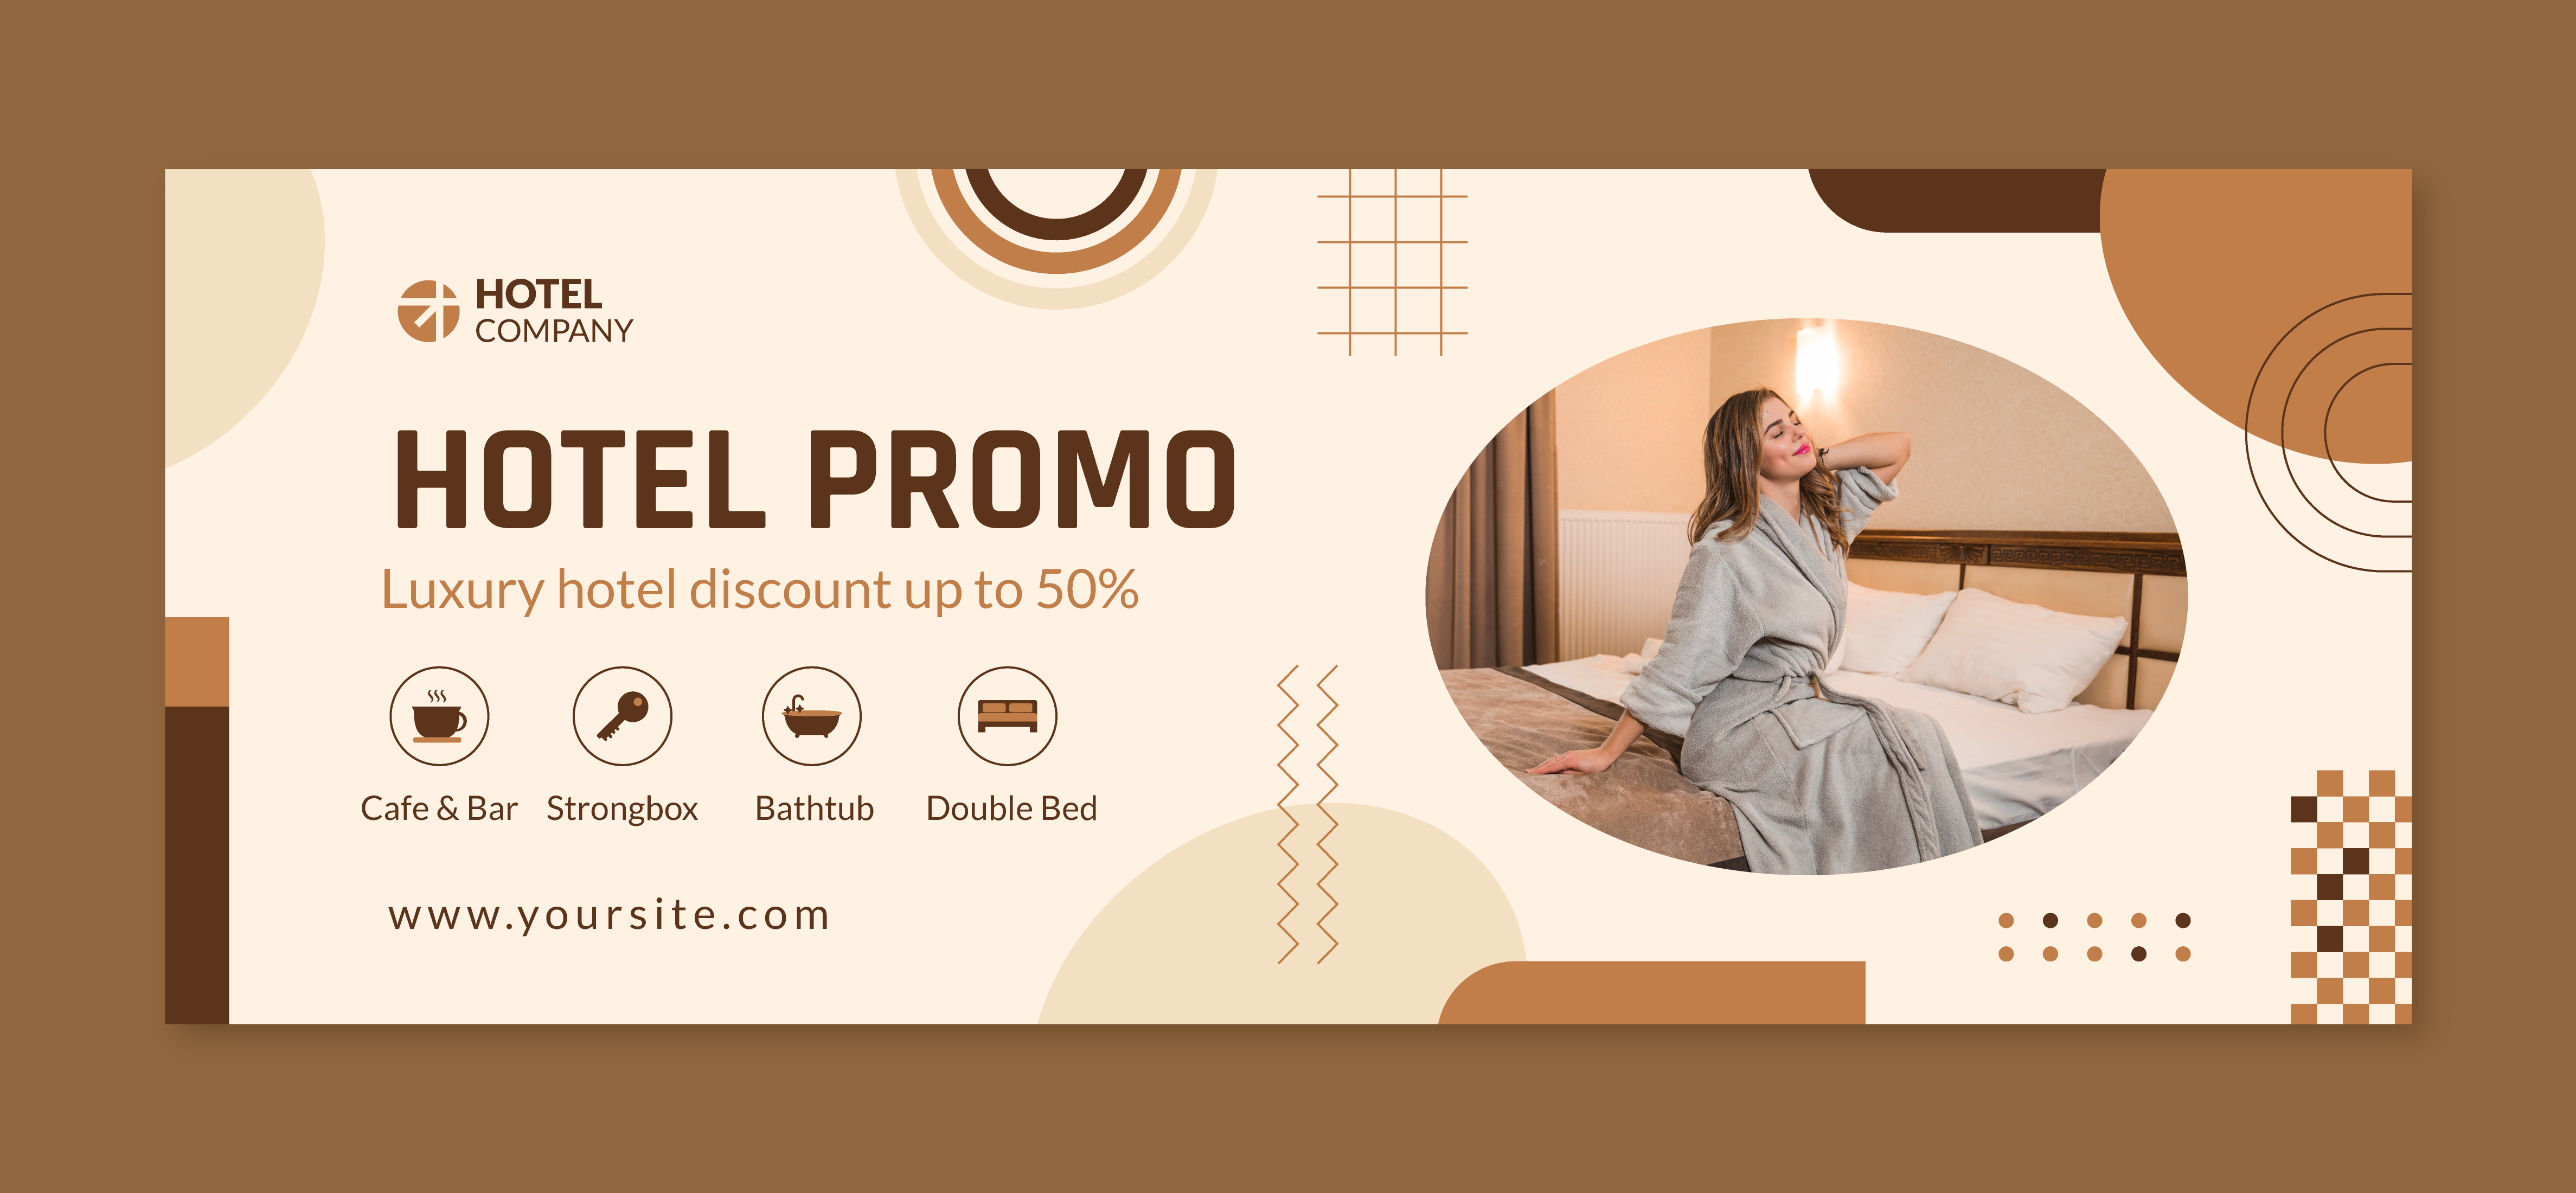 HOTEL
COMPANY
HOTEL PROMO
Luxury hotel discount up to 50%
Cafe & Bar Strongbox Bathtub Double Bed
www.yoursite.com